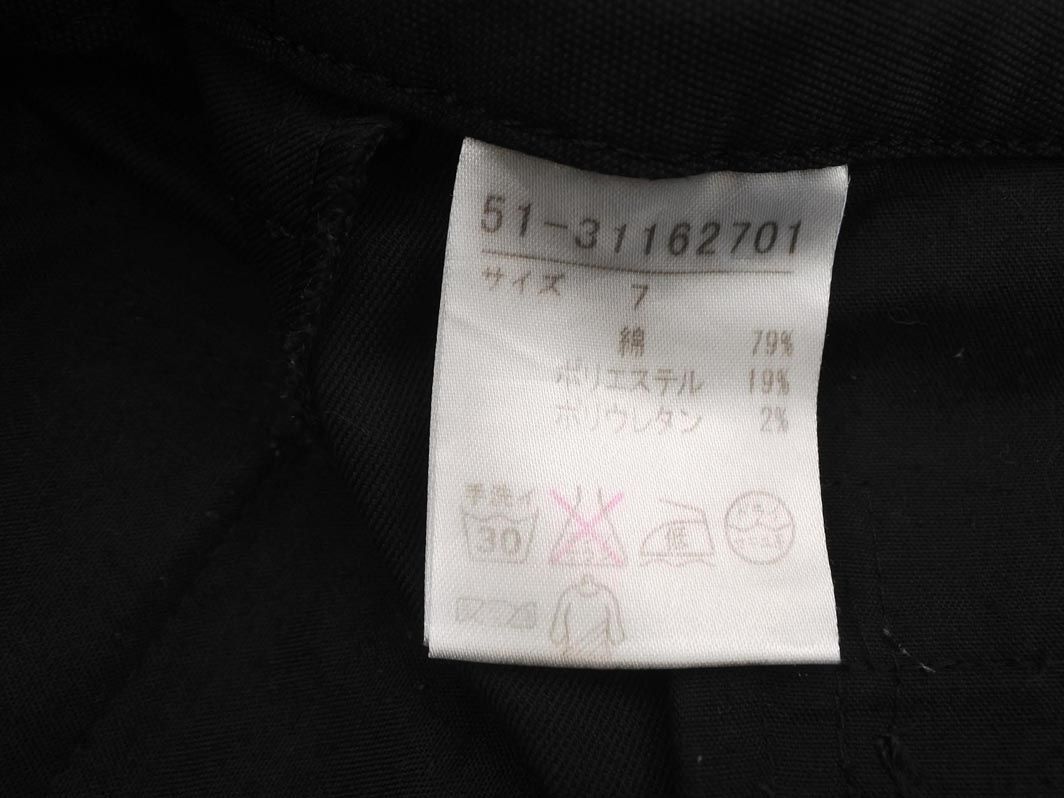 51-31162701
サイズ 7
綿 79%
ポリエステル 19%
ポリウレタン 2%
手洗イ
30
低